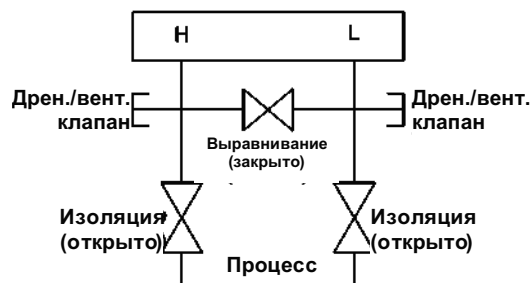 H L
Дрен./вент.
клапан
Дрен./вент.
клапан
Выравнивание
(закрыто)
Изоляция
(открыто)
Изоляция
(открыто)
Процесс